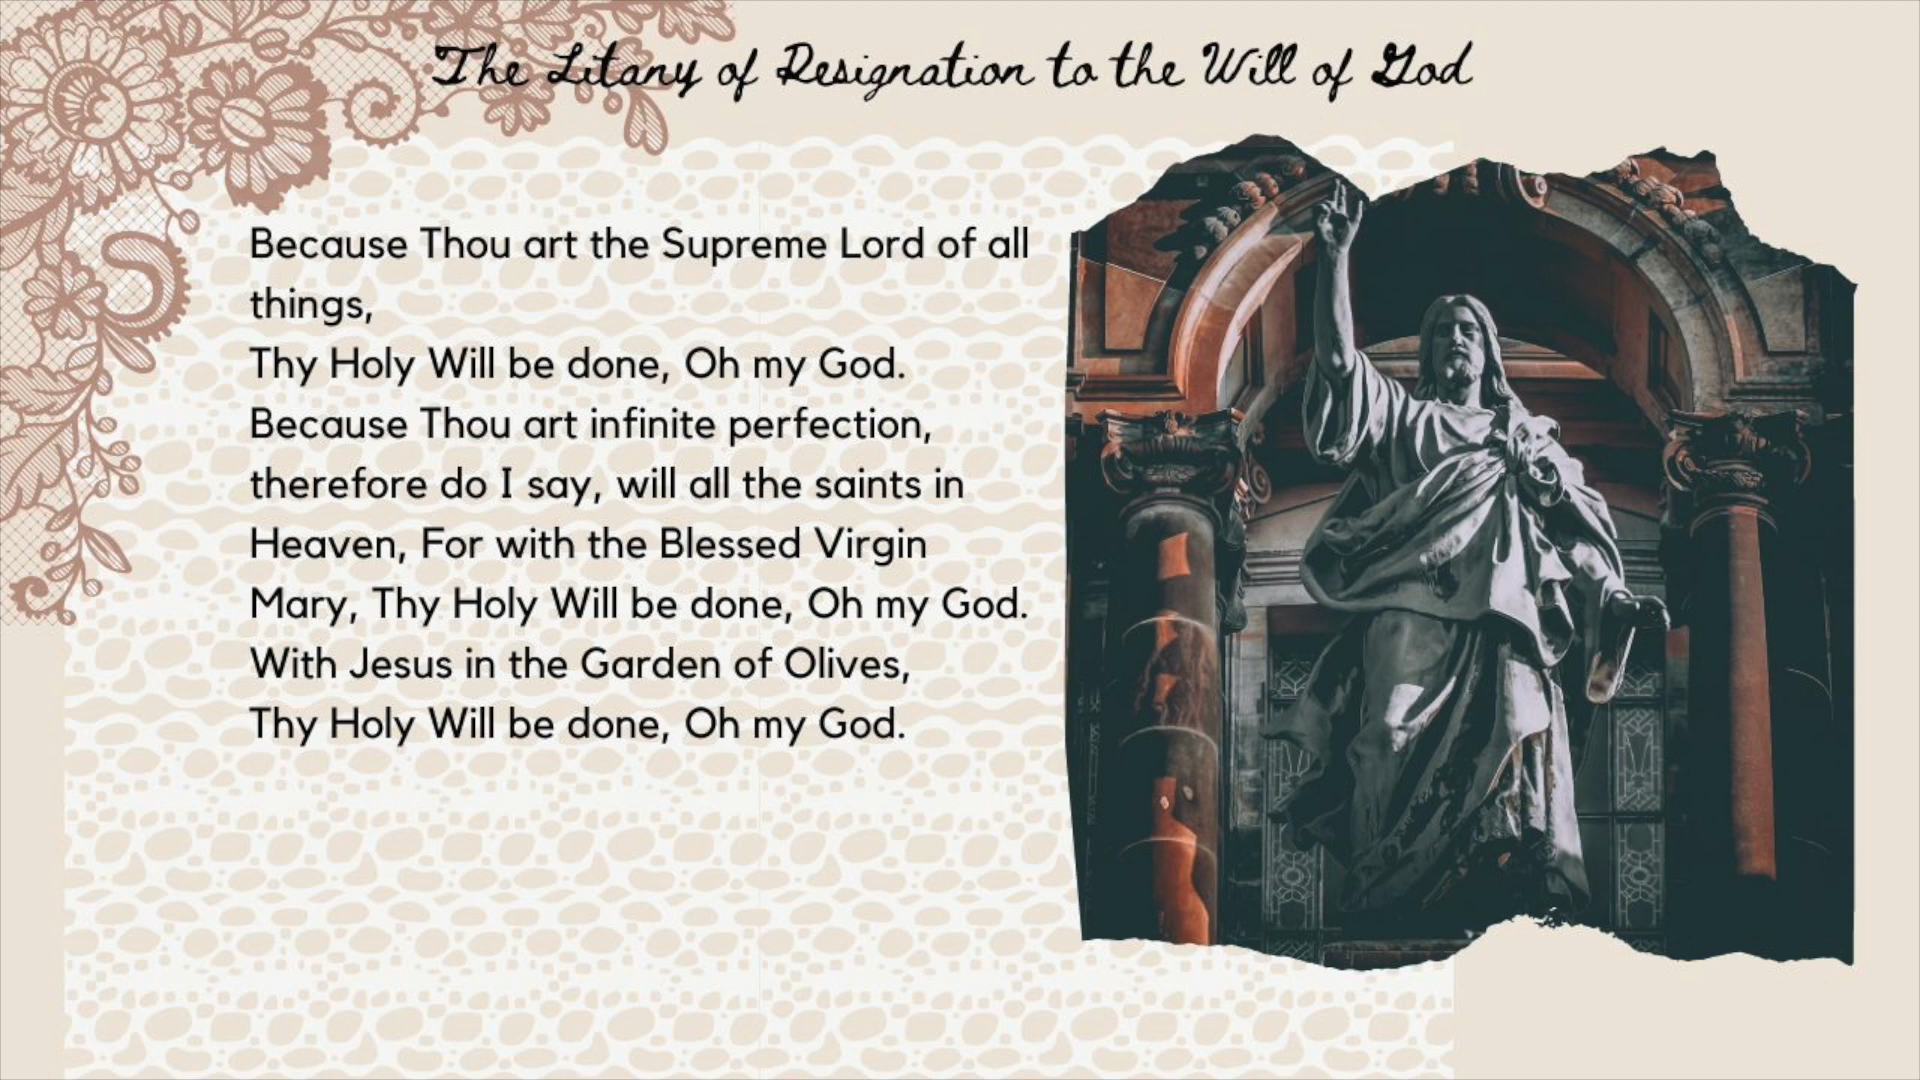 The Litany of Resignation to the Will of God
Because Thou art the Supreme Lord of all
things,
Thy Holy Will be done, Oh my God.
Because Thou art infinite perfection,
therefore do I say, will all the saints in
Heaven, For with the Blessed Virgin
Mary, Thy Holy Will be done, Oh my God.
With Jesus in the Garden of Olives,
Thy Holy Will be done, Oh my God.